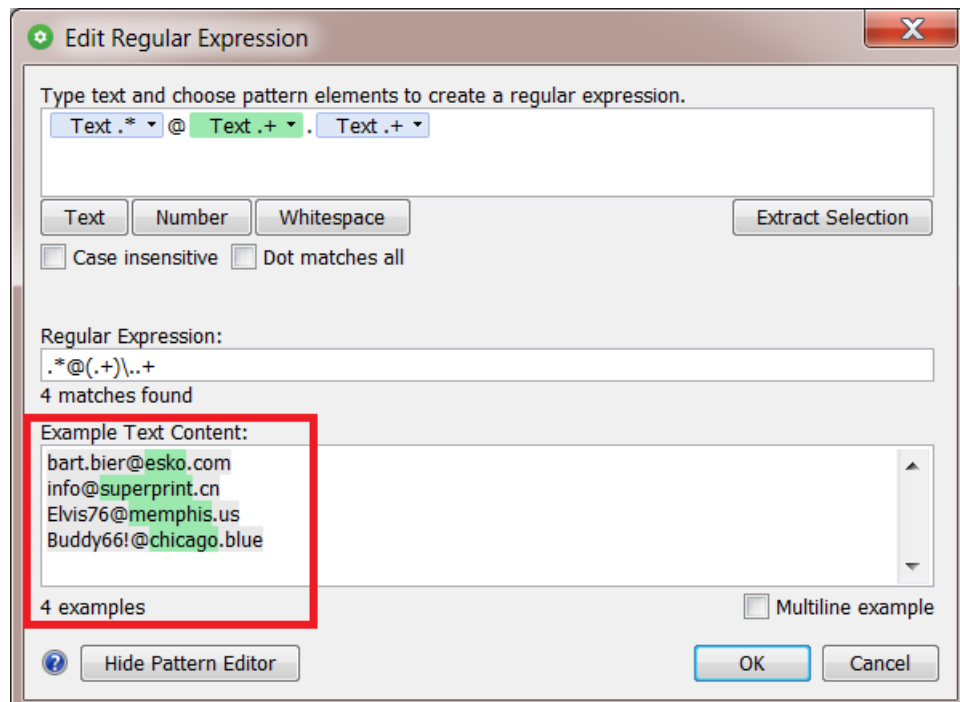 Edit Regular Expression
X
Type text and choose pattern elements to create a regular expression.
Text .* @ Text .+ . Text .+
Text Number Whitespace Extract Selection
Case insensitive Dot matches all
Regular Expression:
.*@(.+)\..+
4 matches found
Example Text Content:
bart.bier@esko.com
info@superprint.cn
Elvis76@memphis.us
Buddy66!@chicago.blue
4 examples Multiline example
? Hide Pattern Editor OK Cancel